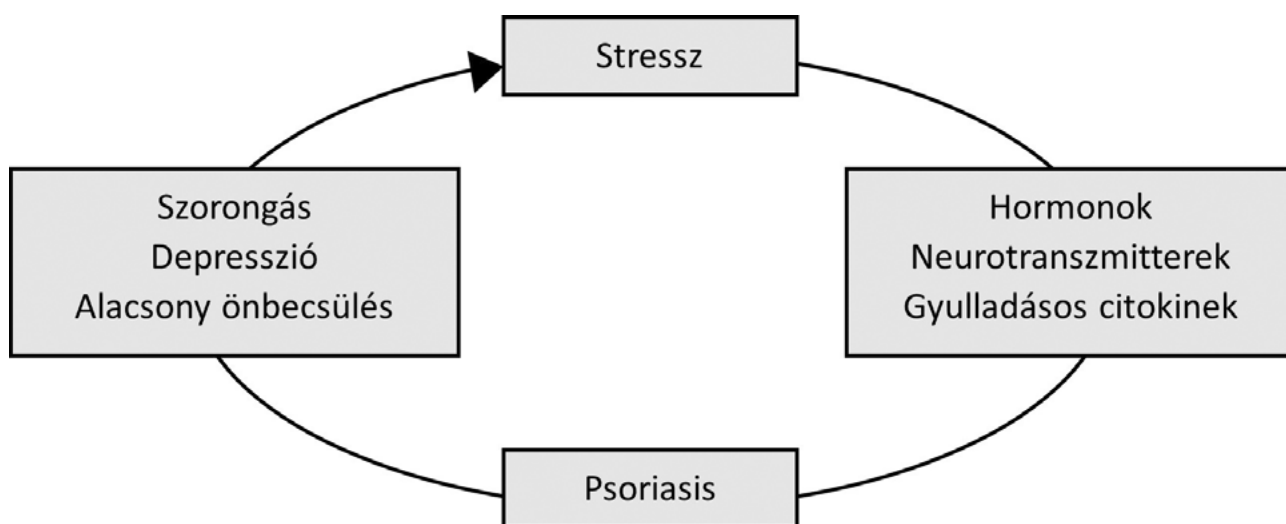 Stressz
Szorongás
Depresszió
Alacsony önbecsülés
Hormonok
Neurotranszmitterek
Gyulladásos citokinek
Psoriasis